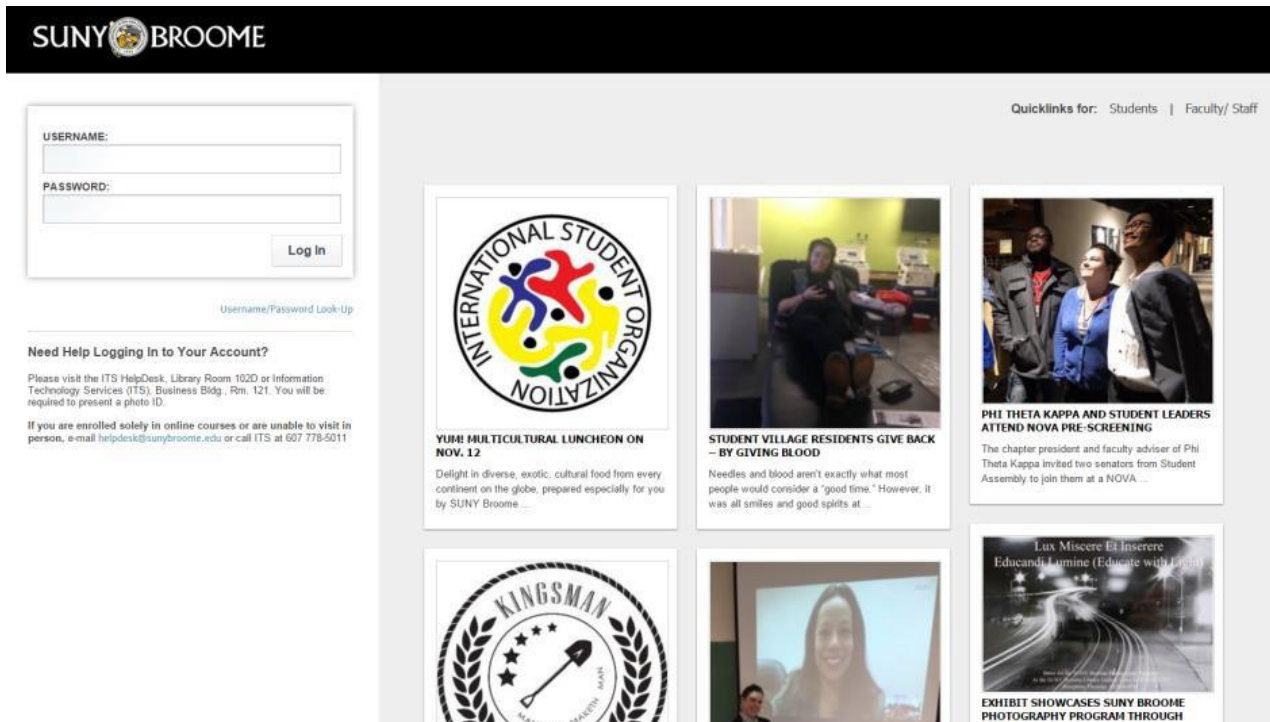 SUNY BROOME
Quicklinks for: Students | Faculty/ Staff
USERNAME:
PASSWORD:
Log In
Username/Password Look-Up
Need Help Logging In to Your Account?
Please visit the ITS HelpDesk, Library Room 102D or Information
Technology Services (ITS), Business Bldg., Rm. 121. You will be
required to present a photo ID.
If you are enrolled solely in online courses or are unable to visit in
person, e-mail helpdesk@sunybroome.edu or call ITS at 607 778-5011
INTERNATIONAL STUDENT ORGANIZATION
YUM! MULTICULTURAL LUNCHEON ON
NOV. 12
Delight in diverse, exotic, cultural food from every
continent on the globe, prepared especially for you
by SUNY Broome ...
STUDENT VILLAGE RESIDENTS GIVE BACK
– BY GIVING BLOOD
Needles and blood aren't exactly what most
people would consider a "good time." However, it
was all smiles and good spirits at ...
PHI THETA KAPPA AND STUDENT LEADERS
ATTEND NOVA PRE-SCREENING
The chapter president and faculty adviser of Phi
Theta Kappa invited two senators from Student
Assembly to join them at a NOVA ...
KINGSMAN
MAKETH MAN
Lux Miscere Et Inserere
Educandi Lumine (Educate with Light)
EXHIBIT SHOWCASES SUNY BROOME
PHOTOGRAPHY PROGRAM THROUGH